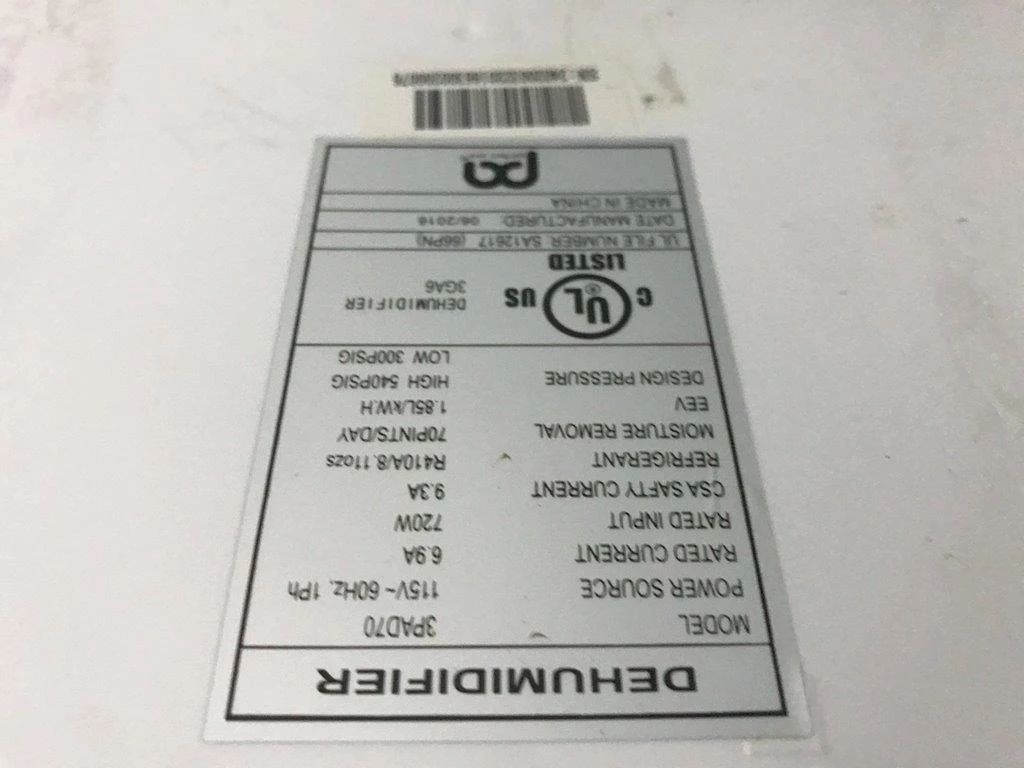 DEHUMIDIFIER
MODEL 3PAD70
POWER SOURCE 115V~ 60Hz, 1Ph
RATED CURRENT 6.9A
RATED INPUT 720W
CSA SAFTY CURRENT 9.3A
REFRIGERANT R410A/8.11ozs
MOISTURE REMOVAL 70PINTS/DAY
EEV 1.85L/kW.H
DESIGN PRESSURE HIGH 540PSIG
LOW 300PSIG
C UL US ®
LISTED
DEHUMIDIFIER
3GA6
UL FILE NUMBER: SA12617 (66PN)
DATE MANUFACTURED: 06/2016
MADE IN CHINA
pa